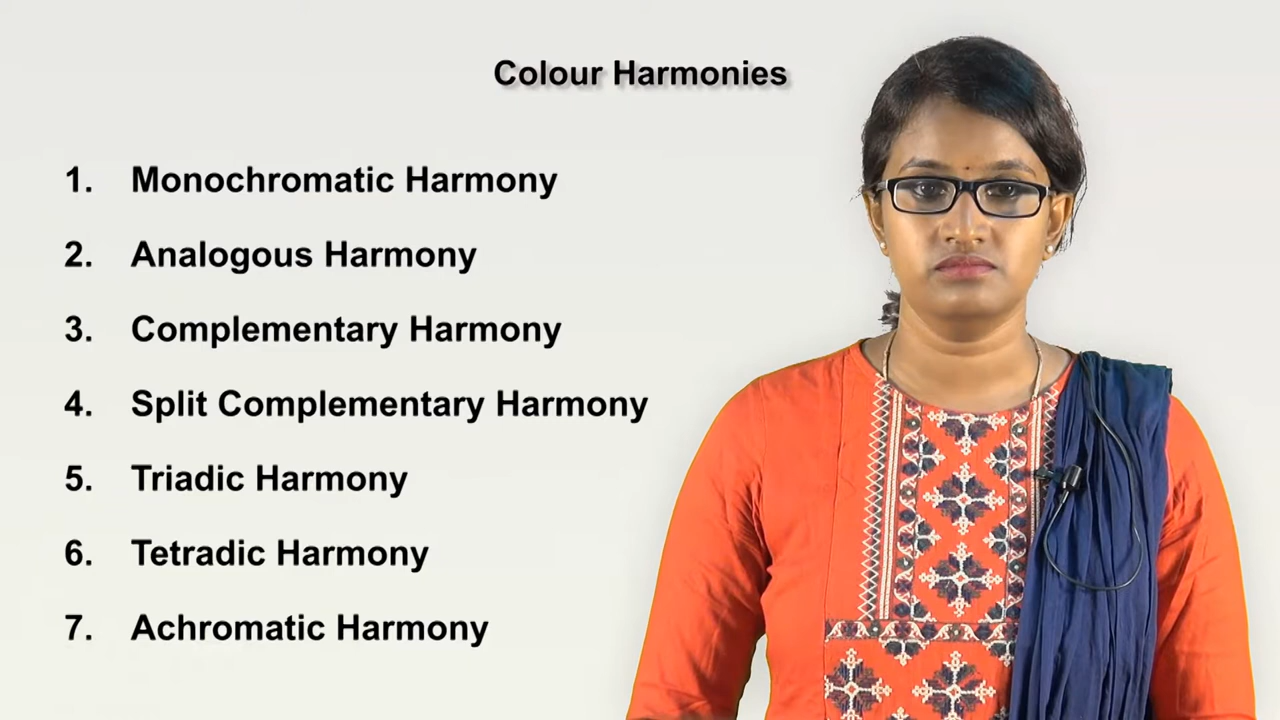 Colour Harmonies
1. Monochromatic Harmony
2. Analogous Harmony
3. Complementary Harmony
4. Split Complementary Harmony
5. Triadic Harmony
6. Tetradic Harmony
7. Achromatic Harmony